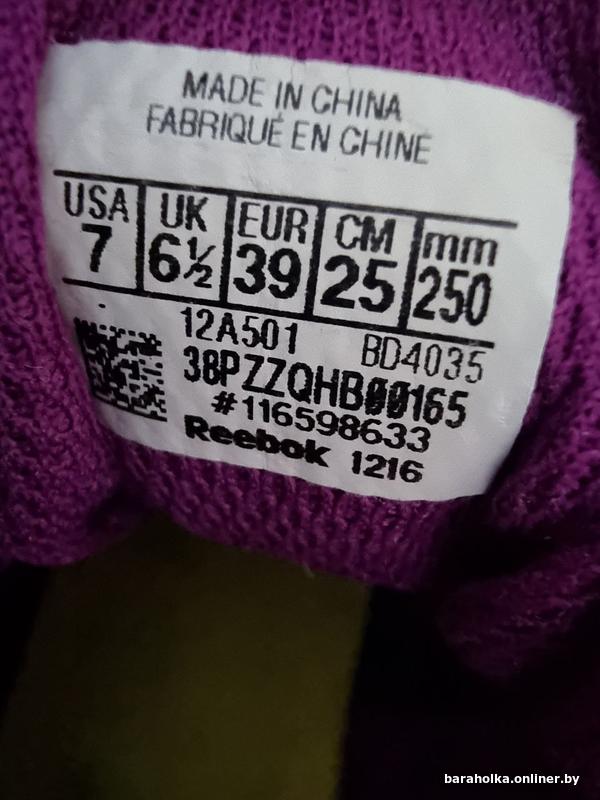 MADE IN CHINA
FABRIQUÉ EN CHINE
USA UK EUR CM mm
7 6½ 39 25 250
12A501 BD4035
38PZZQHB00165
#116598633
Reebok 1216
baraholka.onliner.by